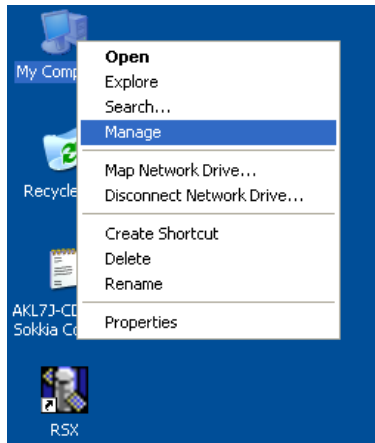 My Comp
Open
Explore
Search...
Manage
Map Network Drive...
Recycle
Disconnect Network Drive...
Create Shortcut
Delete
Rename
AKL7J-CD
Sokkia Co
Properties
RSX